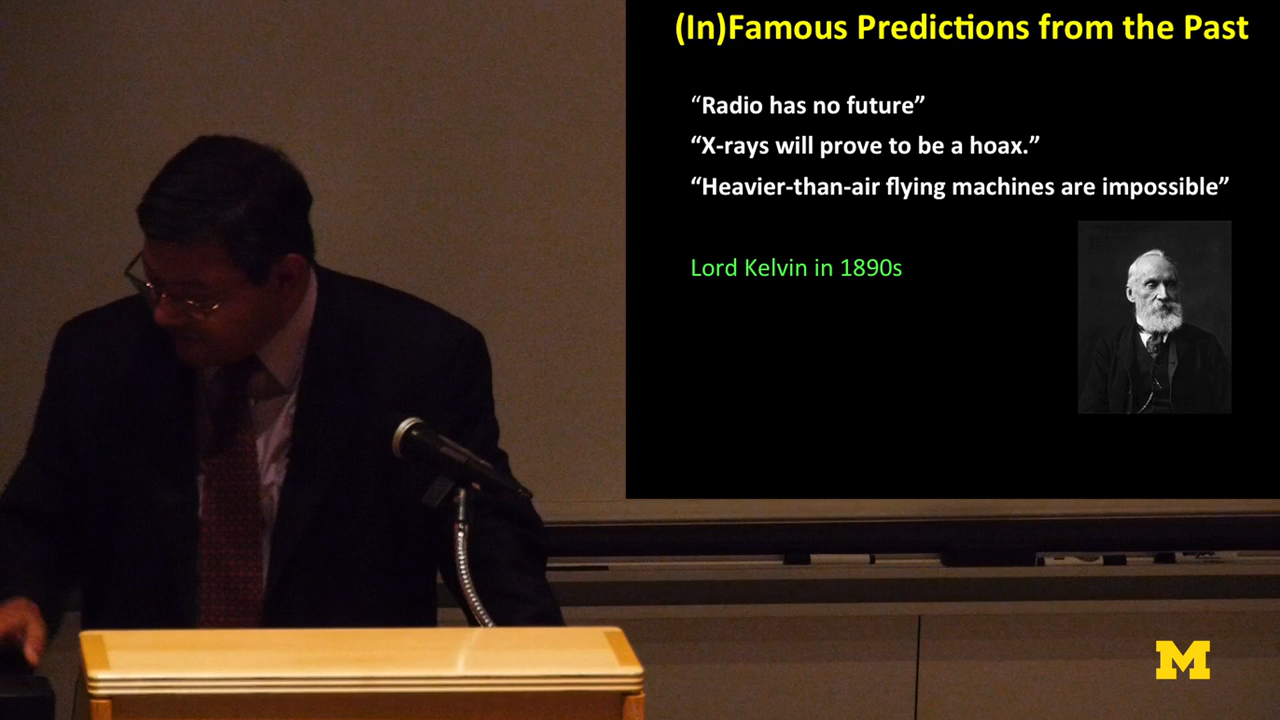 (In)Famous Predictions from the Past
“Radio has no future”
“X-rays will prove to be a hoax.”
“Heavier-than-air flying machines are impossible”
Lord Kelvin in 1890s
M